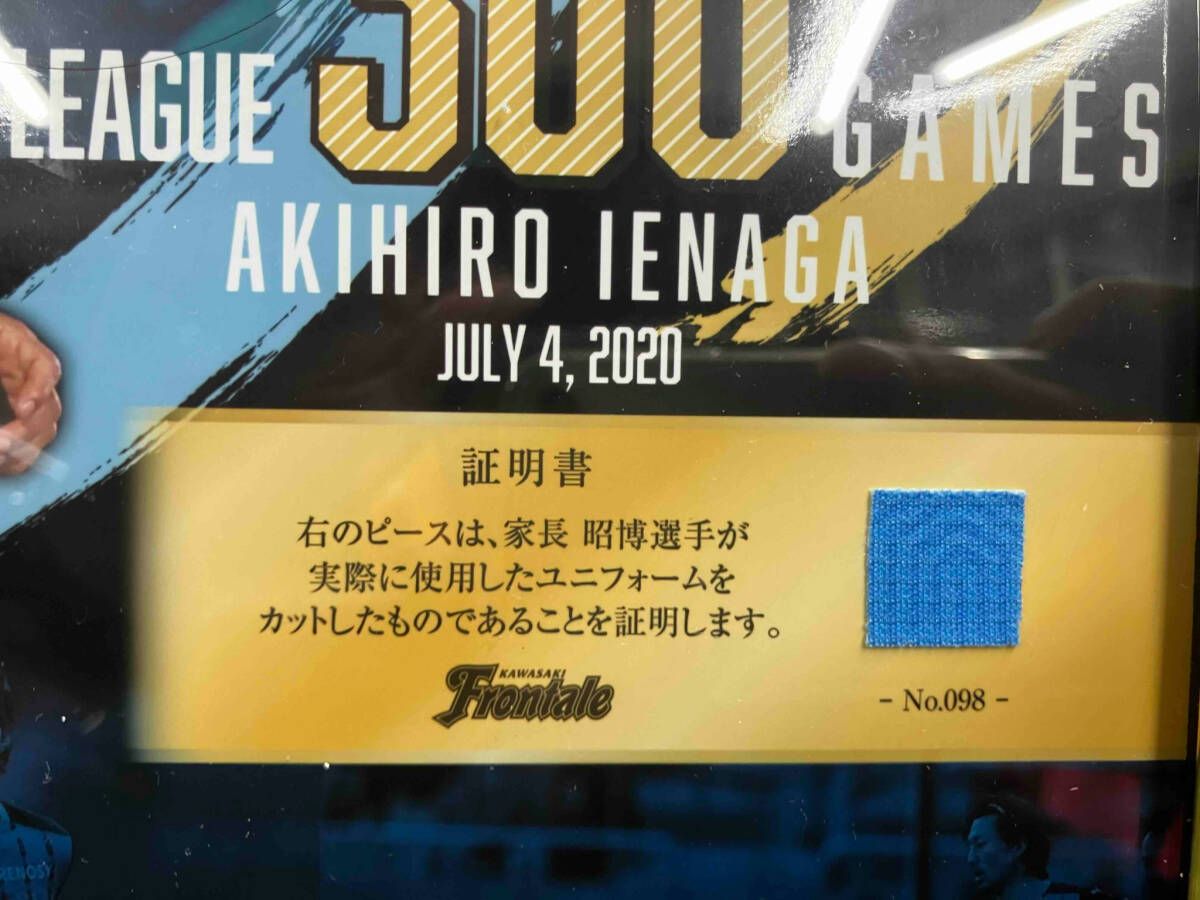 LEAGUE 300 GAMES
AKIHIRO IENAGA
JULY 4, 2020
証明書
右のピースは、家長 昭博選手が
実際に使用したユニフォームを
カットしたものであることを証明します。
KAWASAKI
Frontale
- No.098 -
RENOSY